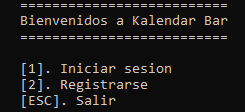 ===========================
Bienvenidos a Kalendar Bar
===========================
[1]. Iniciar sesion
[2]. Registrarse
[ESC]. Salir